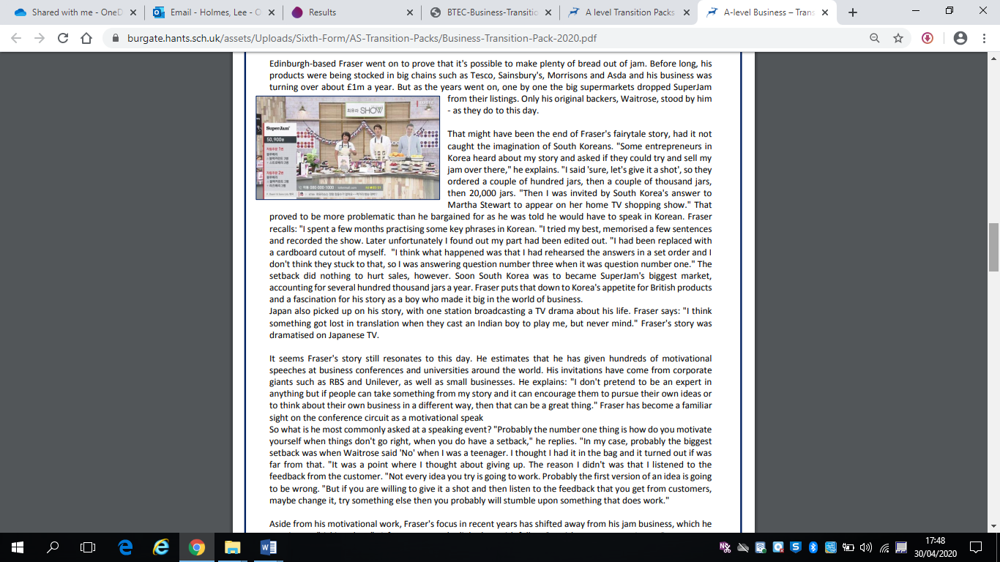 Shared with me - OneD
Email - Holmes, Lee - O
Results
BTEC-Business-Transitio
A level Transition Packs
A-level Business – Trans
burgate.hants.sch.uk/assets/Uploads/Sixth-Form/AS-Transition-Packs/Business-Transition-Pack-2020.pdf
Edinburgh-based Fraser went on to prove that it's possible to make plenty of bread out of jam. Before long, his
products were being stocked in big chains such as Tesco, Sainsbury's, Morrisons and Asda and his business was
turning over about £1m a year. But as the years went on, one by one the big supermarkets dropped SuperJam
from their listings. Only his original backers, Waitrose, stood by him
- as they do to this day.
최유라 SHOW
SuperJam
50,900
That might have been the end of Fraser's fairytale story, had it not
caught the imagination of South Koreans. "Some entrepreneurs in
Korea heard about my story and asked if they could try and sell my
jam over there," he explains. "I said 'sure, let's give it a shot', so they
ordered a couple of hundred jars, then a couple of thousand jars,
then 20,000 jars. "Then I was invited by South Korea's answer to
Martha Stewart to appear on her home TV shopping show." That
proved to be more problematic than he bargained for as he was told he would have to speak in Korean. Fraser
recalls: "I spent a few months practising some key phrases in Korean. "I tried my best, memorised a few sentences
and recorded the show. Later unfortunately I found out my part had been edited out. "I had been replaced with
a cardboard cutout of myself.  "I think what happened was that I had rehearsed the answers in a set order and I
don't think they stuck to that, so I was answering question number three when it was question number one." The
setback did nothing to hurt sales, however. Soon South Korea was to became SuperJam's biggest market,
accounting for several hundred thousand jars a year. Fraser puts that down to Korea's appetite for British products
and a fascination for his story as a boy who made it big in the world of business.
Japan also picked up on his story, with one station broadcasting a TV drama about his life. Fraser says: "I think
something got lost in translation when they cast an Indian boy to play me, but never mind." Fraser's story was
dramatised on Japanese TV.
It seems Fraser's story still resonates to this day. He estimates that he has given hundreds of motivational
speeches at business conferences and universities around the world. His invitations have come from corporate
giants such as RBS and Unilever, as well as small businesses. He explains: "I don't pretend to be an expert in
anything but if people can take something from my story and it can encourage them to pursue their own ideas or
to think about their own business in a different way, then that can be a great thing." Fraser has become a familiar
sight on the conference circuit as a motivational speak
So what is he most commonly asked at a speaking event? "Probably the number one thing is how do you motivate
yourself when things don't go right, when you do have a setback," he replies. "In my case, probably the biggest
setback was when Waitrose said 'No' when I was a teenager. I thought I had it in the bag and it turned out if was
far from that. "It was a point where I thought about giving up. The reason I didn't was that I listened to the
feedback from the customer. "Not every idea you try is going to work. Probably the first version of an idea is going
to be wrong. "But if you are willing to give it a shot and then listen to the feedback that you get from customers,
maybe change it, try something else then you probably will stumble upon something that does work."
Aside from his motivational work, Fraser's focus in recent years has shifted away from his jam business, which he
17:48
30/04/2020